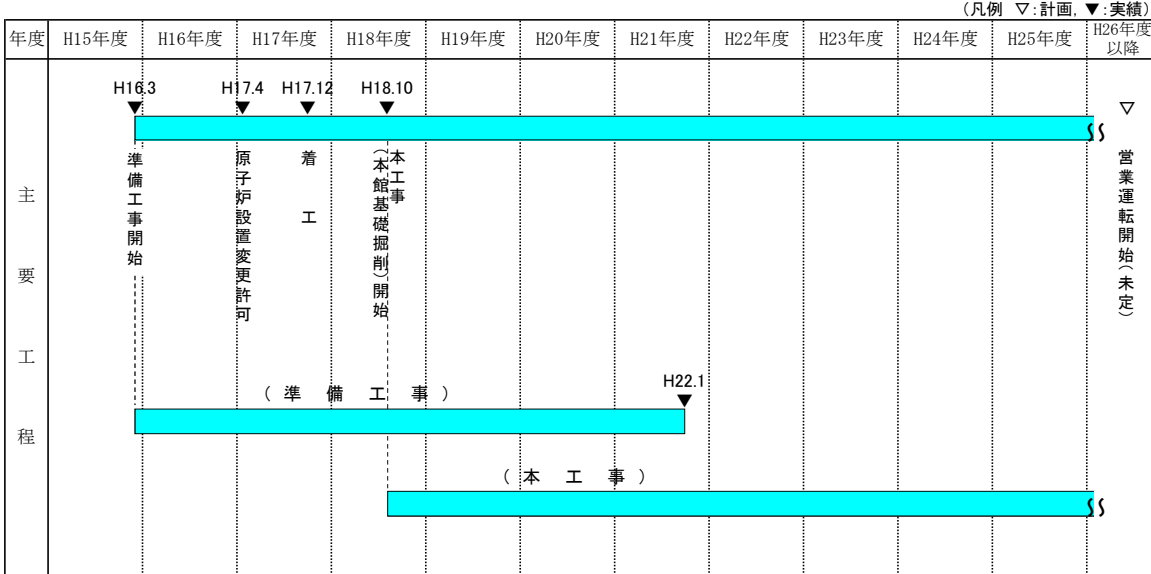 (凡例 ▽:計画, ▼:実績)
年度 H15年度 H16年度 H17年度 H18年度 H19年度 H20年度 H21年度 H22年度 H23年度 H24年度 H25年度 H26年度以降
主要工程
H16.3 H17.4 H17.12 H18.10
準備工事開始
原子炉設置変更許可
着工
本工事
(本館基礎掘削)開始
営業運転開始(未定)
(準備工事)
H22.1
(本工事)